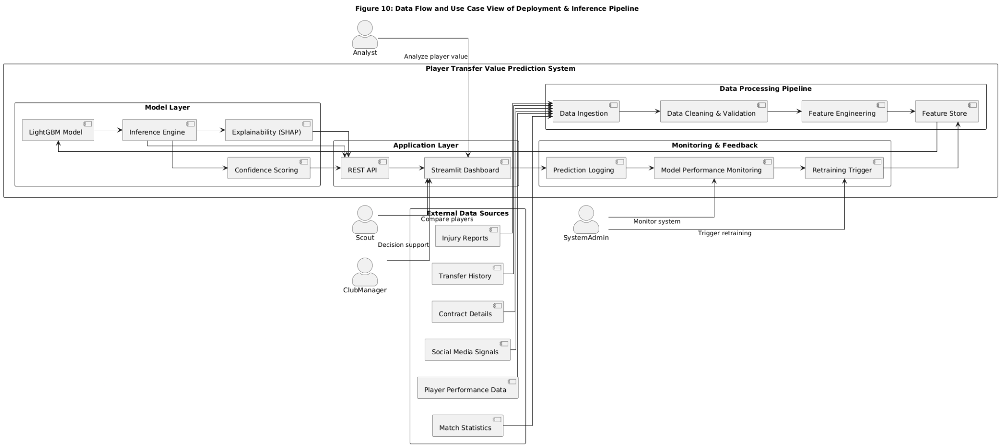 Figure 10: Data Flow and Use Case View of Deployment & Inference Pipeline
Analyst
Analyze player value
Player Transfer Value Prediction System
Data Processing Pipeline
Data Ingestion
Data Cleaning & Validation
Feature Engineering
Feature Store
Model Layer
LightGBM Model
Inference Engine
Explainability (SHAP)
Confidence Scoring
Application Layer
REST API
Streamlit Dashboard
Monitoring & Feedback
Prediction Logging
Model Performance Monitoring
Retraining Trigger
Scout
Compare players
Decision support
ClubManager
External Data Sources
Injury Reports
Transfer History
Contract Details
Social Media Signals
Player Performance Data
Match Statistics
SystemAdmin
Monitor system
Trigger retraining